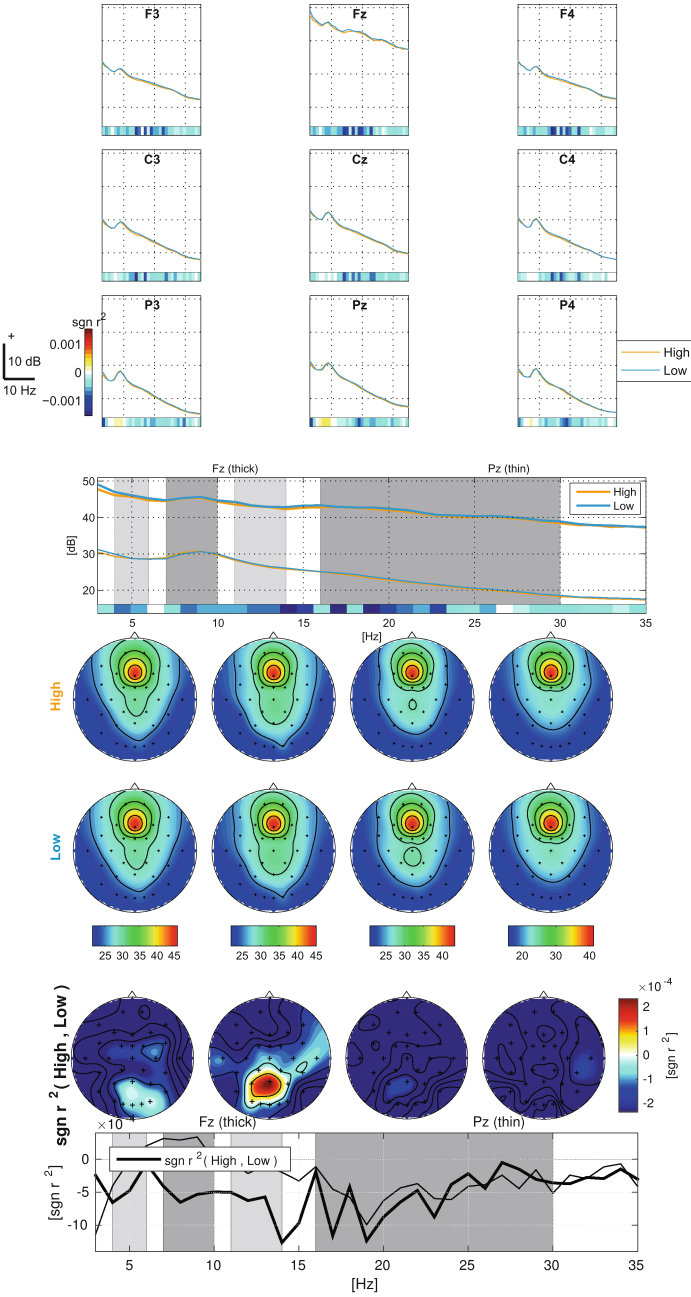 F3 Fz F4
C3 Cz C4
P3 Pz P4
+
10 dB
10 Hz
sgn r²
0.001
0
−0.001
High
Low
Fz (thick) Pz (thin)
50
40
30
20
[dB]
High
Low
5 10 15 20 25 30 35
[Hz]
High
Low
25 30 35 40 45
25 30 35 40 45
25 30 35 40
20 25 30 35 40
sgn r² ( High , Low )
×10⁻⁴
2
1
0
-1
-2
[sgn r²]
Fz (thick) Pz (thin)
sgn r² ( High , Low )
0
-5
-10
[sgn r²]
5 10 15 20 25 30 35
[Hz]